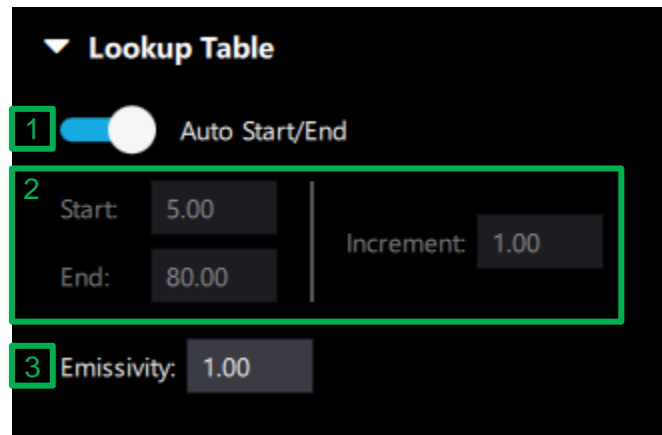 Lookup Table
1 Auto Start/End
2
Start: 5.00
Increment: 1.00
End: 80.00
3 Emissivity: 1.00